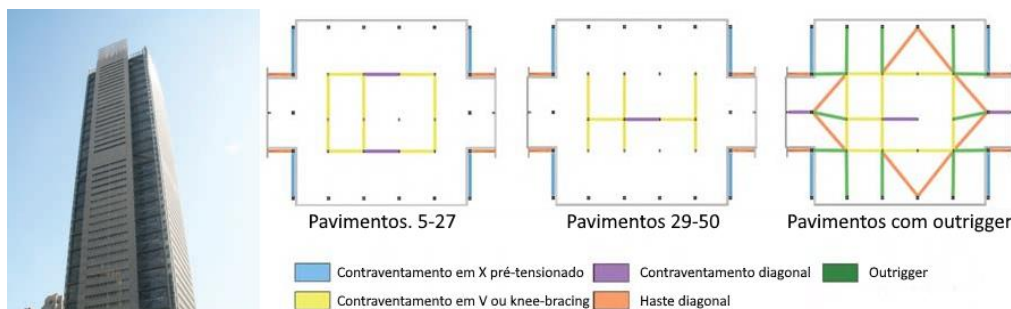 Pavimentos. 5-27
Pavimentos 29-50
Pavimentos com outrigger
Contraventamento em X pré-tensionado
Contraventamento diagonal
Outrigger
Contraventamento em V ou knee-bracing
Haste diagonal